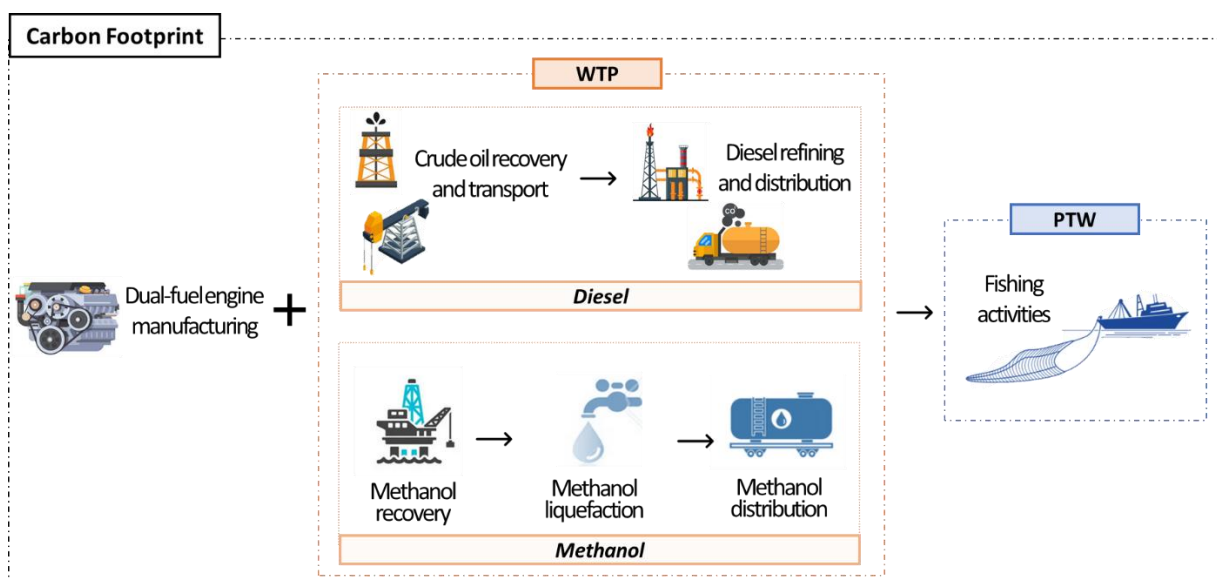 Carbon Footprint
WTP
Crude oil recovery
and transport
Diesel refining
and distribution
CO
Diesel
Dual-fuel engine
manufacturing
+
Methanol
recovery
Methanol
liquefaction
Methanol
distribution
Methanol
PTW
Fishing
activities